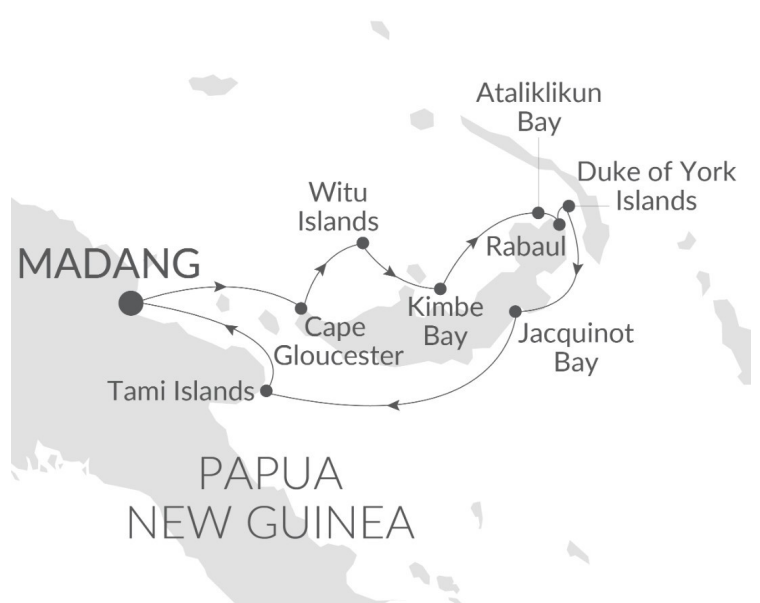 Ataliklikun
Bay
Duke of York
Islands
Witu
Islands
Rabaul
MADANG
Kimbe
Bay
Cape
Gloucester
Jacquinot
Bay
Tami Islands
PAPUA
NEW GUINEA